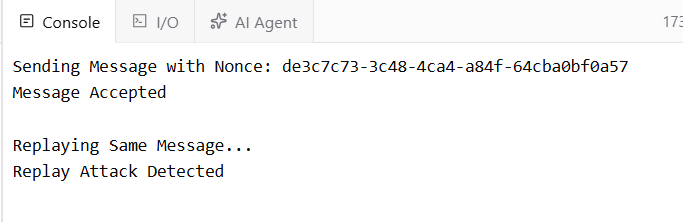 Console I/O AI Agent 173
Sending Message with Nonce: de3c7c73-3c48-4ca4-a84f-64cba0bf0a57
Message Accepted
Replaying Same Message...
Replay Attack Detected